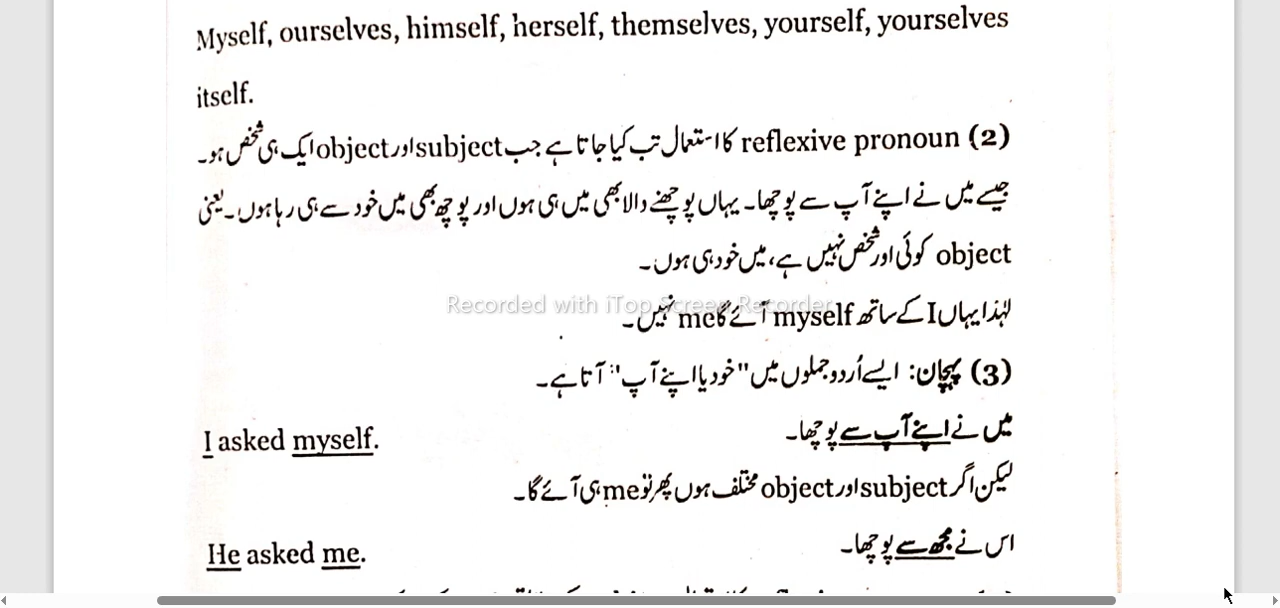 Myself, ourselves, himself, herself, themselves, yourself, yourselves
itself.
(2) reflexive pronoun کا استعمال تب کیا جاتا ہے جب subject اور object ایک ہی شخص ہو۔
جیسے میں نے اپنے آپ سے پوچھا۔ یہاں پوچھنے والا بھی میں ہی ہوں اور پوچھ بھی میں خود سے ہی رہا ہوں۔ یعنی
object کوئی اور شخص نہیں ہے، میں خود ہی ہوں۔
Recorded with iTop Screen Recorder
لہٰذا یہاں I کے ساتھ myself آئے گا me نہیں۔
(3) پہچان: ایسے اُردو جملوں میں "خود یا اپنے آپ" آتا ہے۔
میں نے اپنے آپ سے پوچھا۔ I asked myself.
لیکن اگر subject اور object مختلف ہوں پھر تو me ہی آئے گا۔
اس نے مجھ سے پوچھا۔ He asked me.